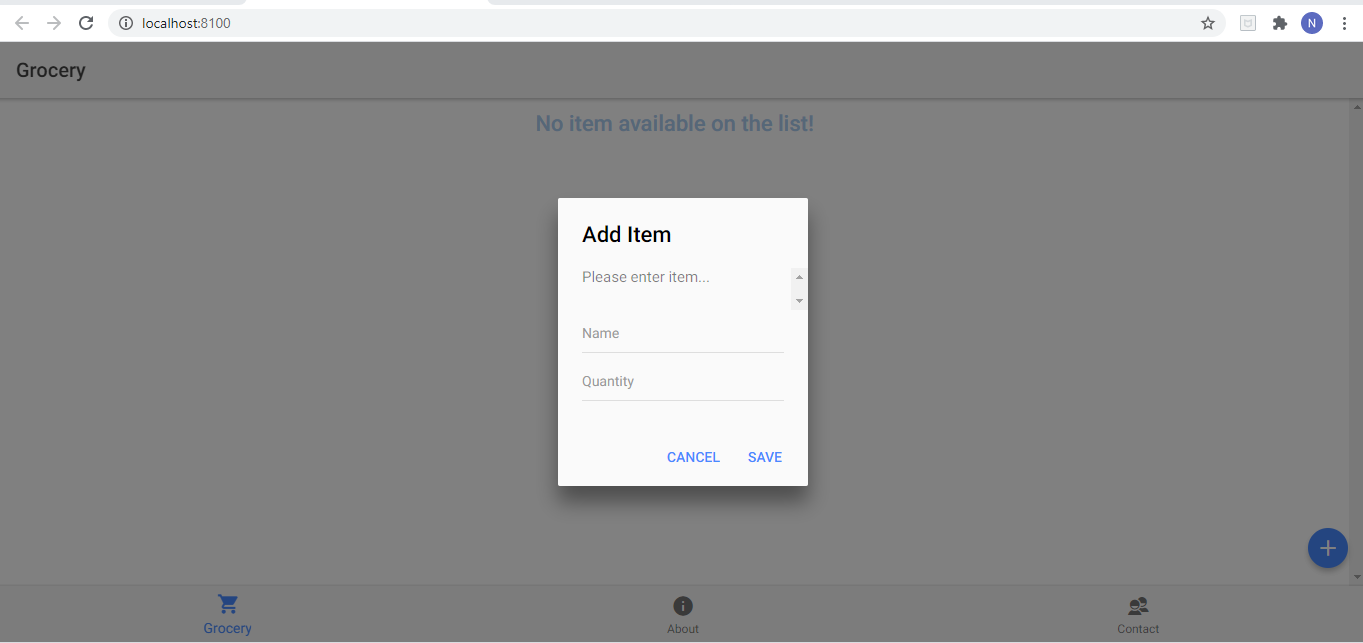 localhost:8100
N
Grocery
No item available on the list!
Add Item
Please enter item...
Name
Quantity
CANCEL SAVE
Grocery About Contact